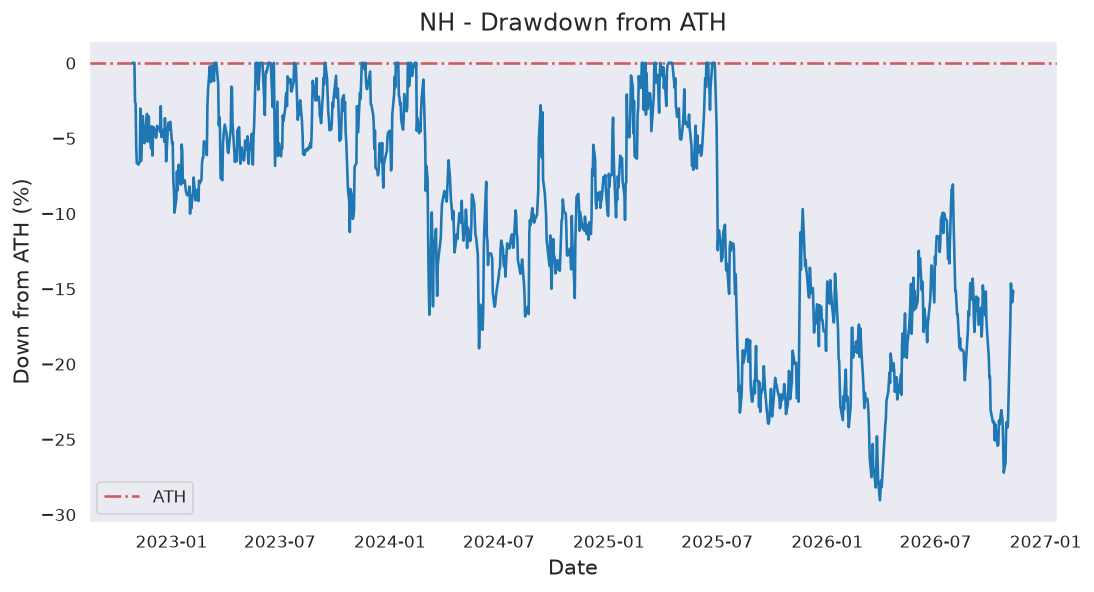 NH - Drawdown from ATH
Down from ATH (%)
0
−5
−10
−15
−20
−25
−30
ATH
2023-01 2023-07 2024-01 2024-07 2025-01 2025-07 2026-01 2026-07 2027-01
Date